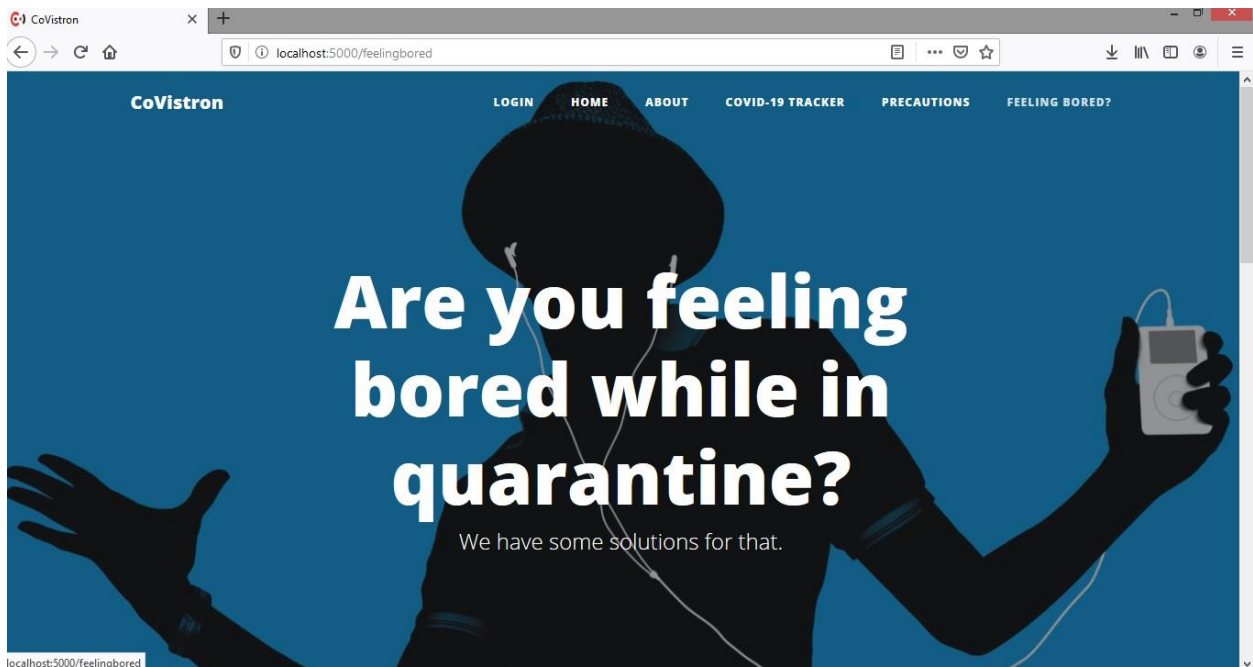 CoVistron
localhost:5000/feelingbored
CoVistron
LOGIN HOME ABOUT COVID-19 TRACKER PRECAUTIONS FEELING BORED?
Are you feeling
bored while in
quarantine?
We have some solutions for that.
localhost:5000/feelingbored